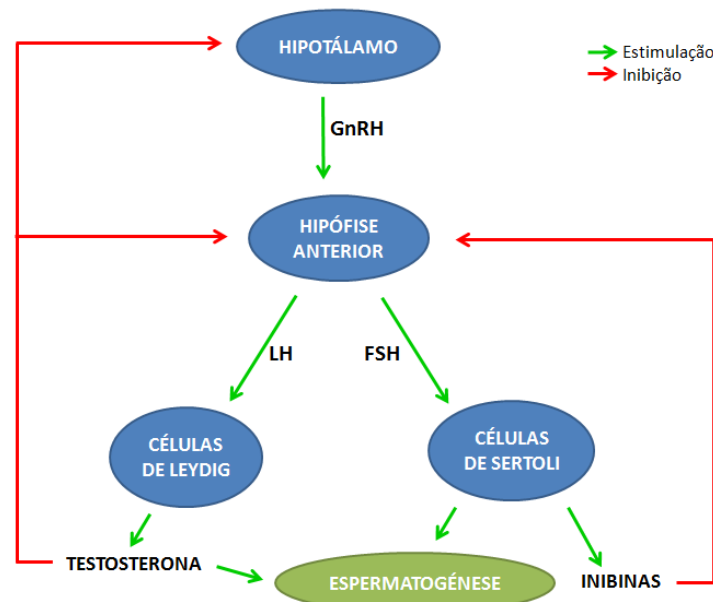 HIPOTÁLAMO
Estimulação
Inibição
GnRH
HIPÓFISE
ANTERIOR
LH
FSH
CÉLULAS
DE LEYDIG
CÉLULAS
DE SERTOLI
TESTOSTERONA
ESPERMATOGÉNESE
INIBINAS